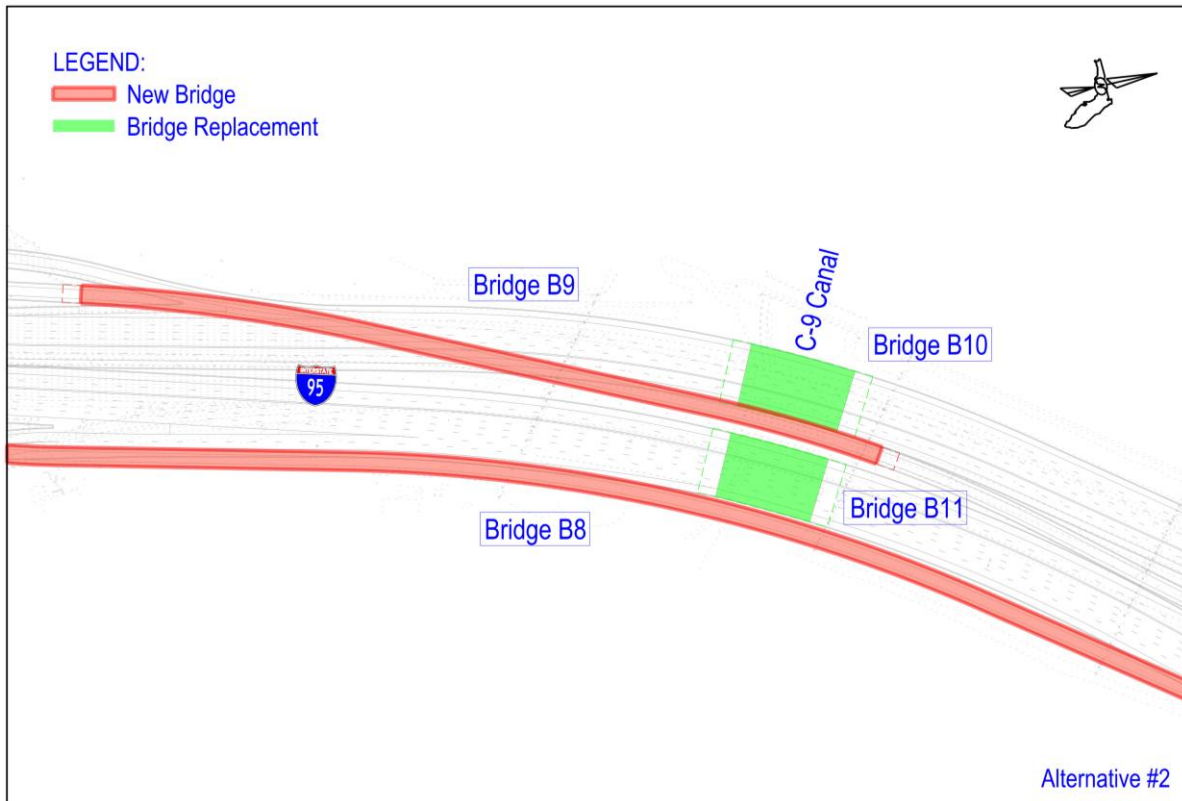 LEGEND:
New Bridge
Bridge Replacement
Bridge B9
C-9 Canal
Bridge B10
INTERSTATE
95
Bridge B11
Bridge B8
Alternative #2